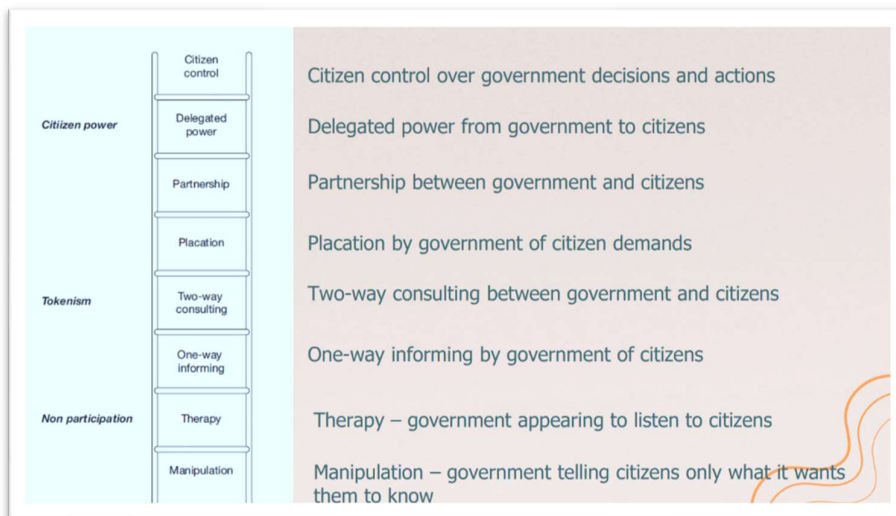 Citizen
control
Citizen control over government decisions and actions
Citiizen power
Delegated
power
Delegated power from government to citizens
Partnership
Partnership between government and citizens
Placation
Placation by government of citizen demands
Tokenism
Two-way
consulting
Two-way consulting between government and citizens
One-way
informing
One-way informing by government of citizens
Non participation
Therapy
Therapy – government appearing to listen to citizens
Manipulation
Manipulation – government telling citizens only what it wants
them to know